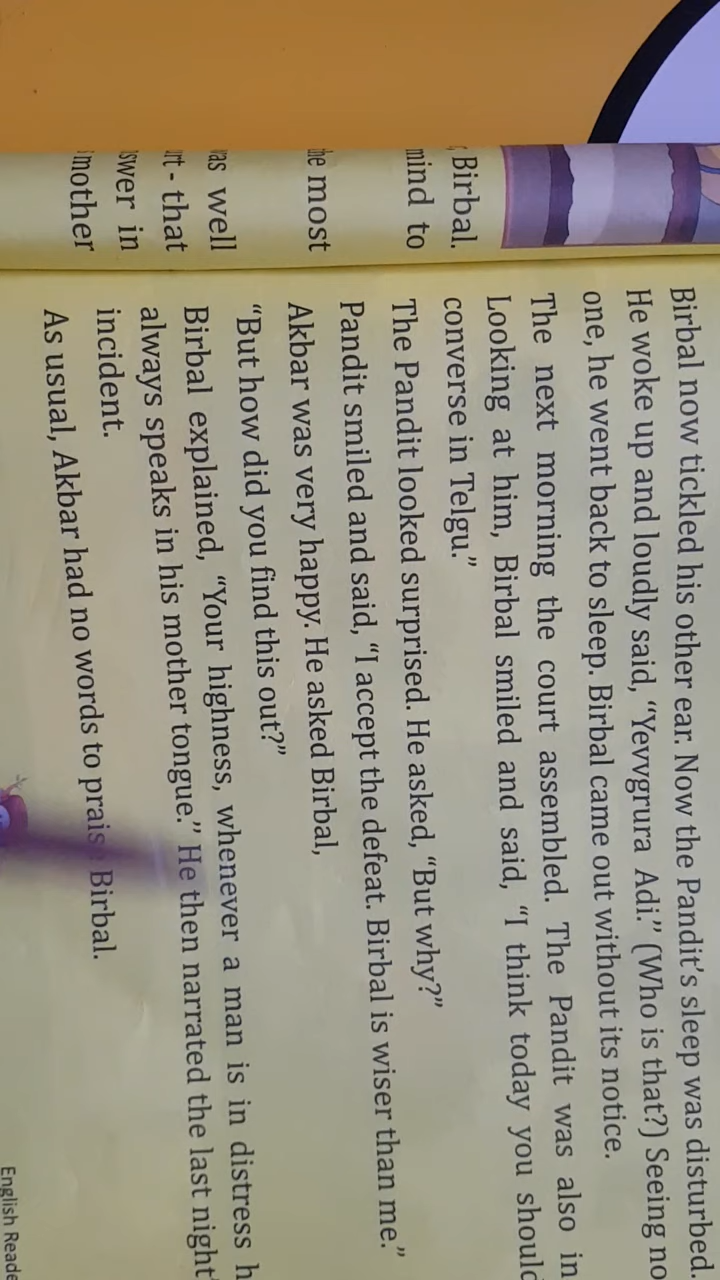 Birbal.
mind to
most
well
that
in
mother
Birbal now tickled his other ear. Now the Pandit's sleep was disturbed.
He woke up and loudly said, "Yevvgrura Adi." (Who is that?) Seeing no
one, he went back to sleep. Birbal came out without its notice.
The next morning the court assembled. The Pandit was also in
Looking at him, Birbal smiled and said, "I think today you should
converse in Telgu."
The Pandit looked surprised. He asked, "But why?"
Pandit smiled and said, "I accept the defeat. Birbal is wiser than me."
Akbar was very happy. He asked Birbal,
"But how did you find this out?"
Birbal explained, "Your highness, whenever a man is in distress
always speaks in his mother tongue." He then narrated the last night
incident.
As usual, Akbar had no words to praise Birbal.
English